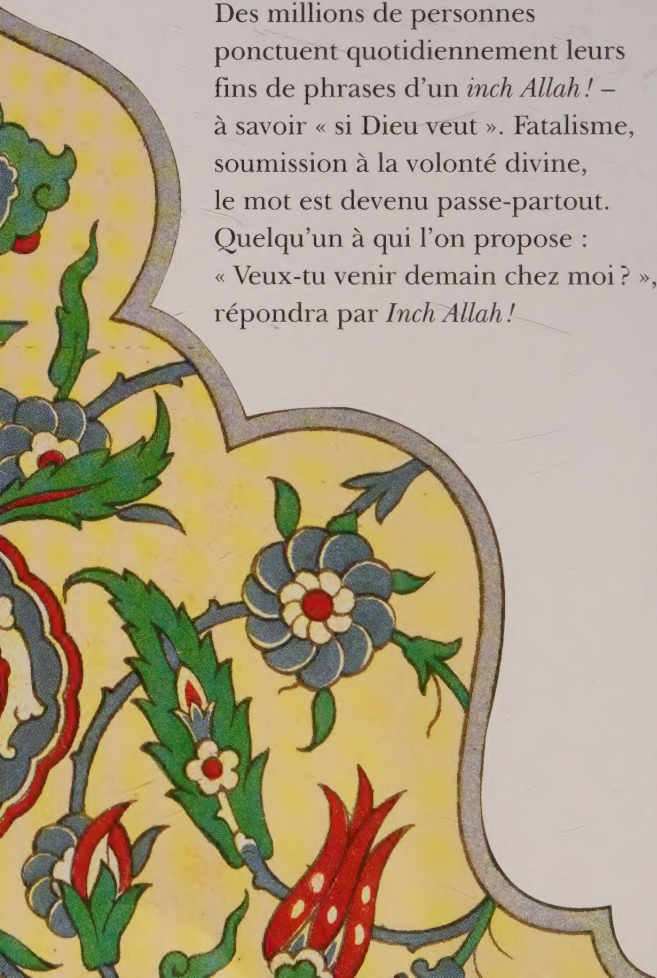 Des millions de personnes
ponctuent quotidiennement leurs
fins de phrases d'un inch Allah ! –
à savoir « si Dieu veut ». Fatalisme,
soumission à la volonté divine,
le mot est devenu passe-partout.
Quelqu'un à qui l'on propose :
« Veux-tu venir demain chez moi ? »,
répondra par Inch Allah !